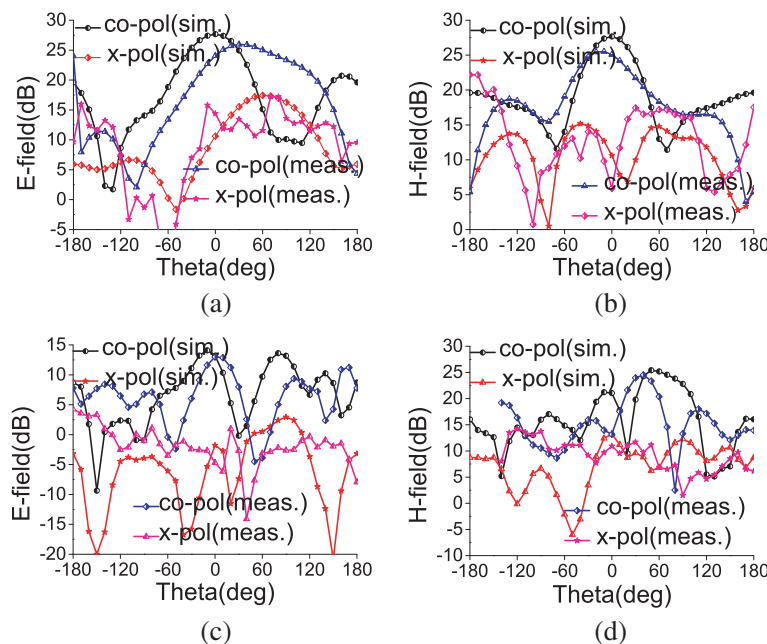 30
25
20
15
10
5
0
-5
-180 -120 -60 0 60 120 180
E-field(dB)
Theta(deg)
co-pol(sim.)
x-pol(sim.)
co-pol(meas.)
x-pol(meas.)
(a)
30
25
20
15
10
5
0
-180 -120 -60 0 60 120 180
H-field(dB)
Theta(deg)
co-pol(sim.)
x-pol(sim.)
co-pol(meas.)
x-pol(meas.)
(b)
15
10
5
0
-5
-10
-15
-20
-180 -120 -60 0 60 120 180
E-field(dB)
Theta(deg)
co-pol(sim.)
x-pol(sim.)
co-pol(meas.)
x-pol(meas.)
(c)
30
25
20
15
10
5
0
-5
-10
-180 -120 -60 0 60 120 180
H-field(dB)
Theta(deg)
co-pol(sim.)
x-pol(sim.)
co-pol(meas.)
x-pol(meas.)
(d)